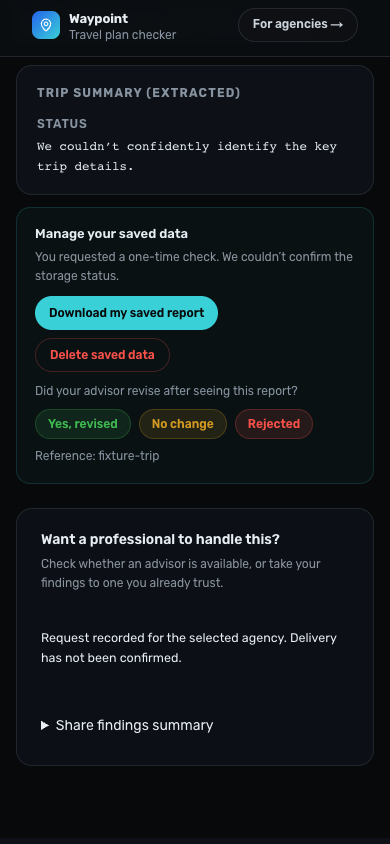 Waypoint
Travel plan checker
For agencies →
TRIP SUMMARY (EXTRACTED)
STATUS
We couldn’t confidently identify the key
trip details.
Manage your saved data
You requested a one-time check. We couldn’t confirm the
storage status.
Download my saved report
Delete saved data
Did your advisor revise after seeing this report?
Yes, revised
No change
Rejected
Reference: fixture-trip
Want a professional to handle this?
Check whether an advisor is available, or take your
findings to one you already trust.
Request recorded for the selected agency. Delivery
has not been confirmed.
Share findings summary